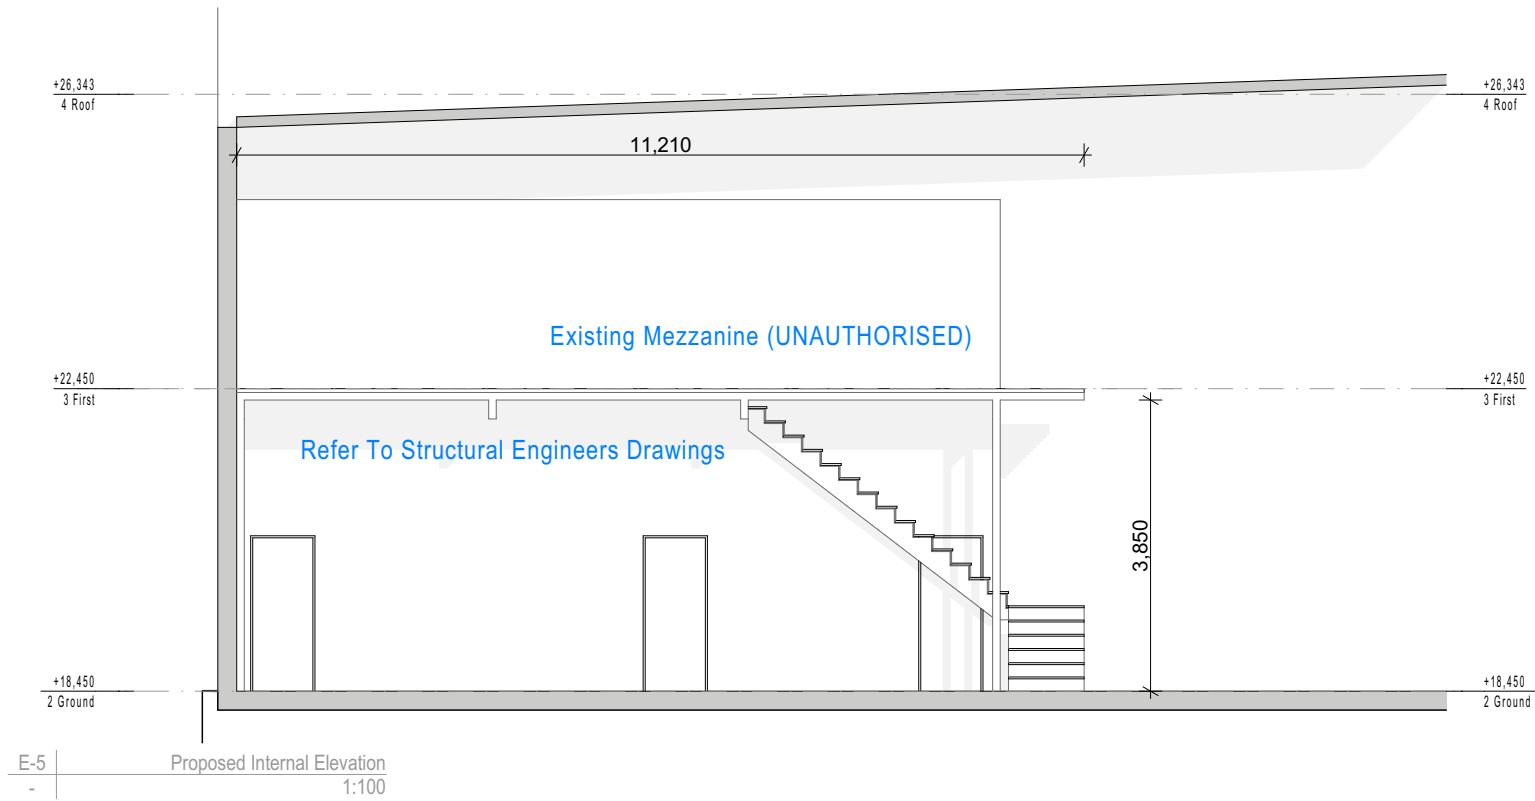 +26,343
4 Roof
+26,343
4 Roof
11,210
Existing Mezzanine (UNAUTHORISED)
+22,450
3 First
+22,450
3 First
Refer To Structural Engineers Drawings
3,850
+18,450
2 Ground
+18,450
2 Ground
E-5
Proposed Internal Elevation
-
1:100